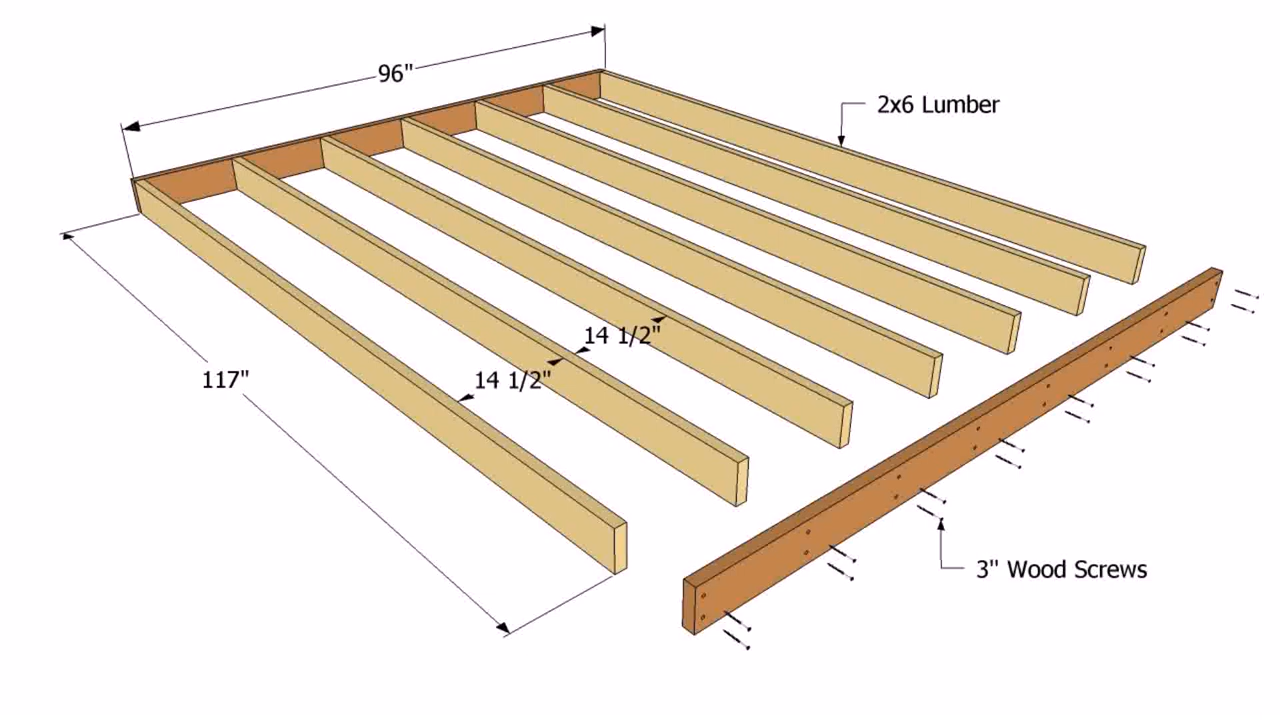 96"
2x6 Lumber
14 1/2"
14 1/2"
117"
3" Wood Screws